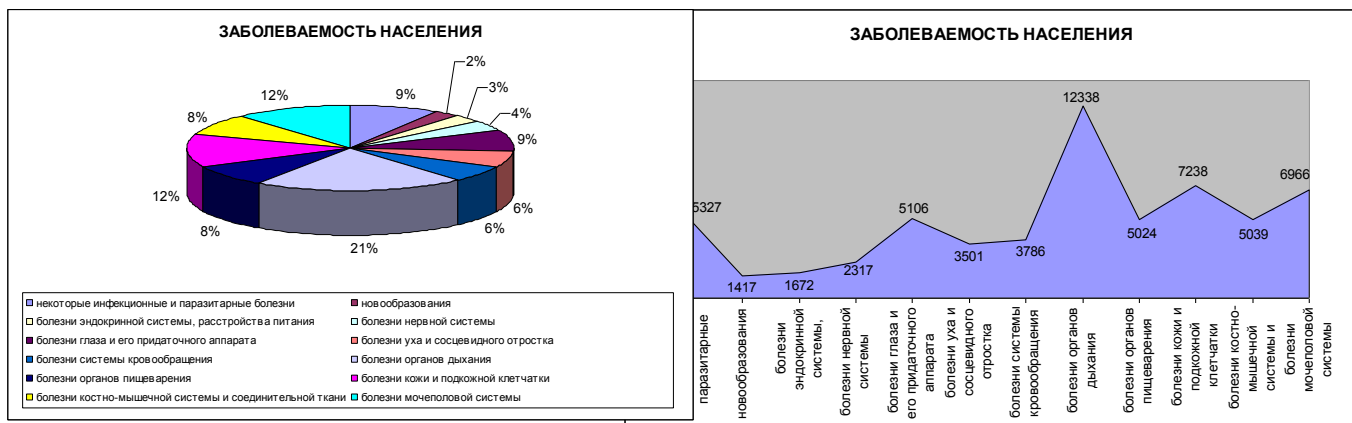 ЗАБОЛЕВАЕМОСТЬ НАСЕЛЕНИЯ
9%
2%
3%
4%
9%
6%
6%
21%
8%
12%
8%
12%
некоторые инфекционные и паразитарные болезни
новообразования
болезни эндокринной системы, расстройства питания
болезни нервной системы
болезни глаза и его придаточного аппарата
болезни уха и сосцевидного отростка
болезни системы кровообращения
болезни органов дыхания
болезни органов пищеварения
болезни кожи и подкожной клетчатки
болезни костно-мышечной системы и соединительной ткани
болезни мочеполовой системы
ЗАБОЛЕВАЕМОСТЬ НАСЕЛЕНИЯ
5327
1417
1672
2317
5106
3501
3786
12338
5024
7238
5039
6966
паразитарные
новообразования
болезни
эндокринной
системы,
болезни нервной
системы
болезни глаза и
его придаточного
аппарата
болезни уха и
сосцевидного
отростка
болезни системы
кровообращения
болезни органов
дыхания
болезни органов
пищеварения
болезни кожи и
подкожной
клетчатки
болезни костно-
мышечной
системы и
болезни
мочеполовой
системы